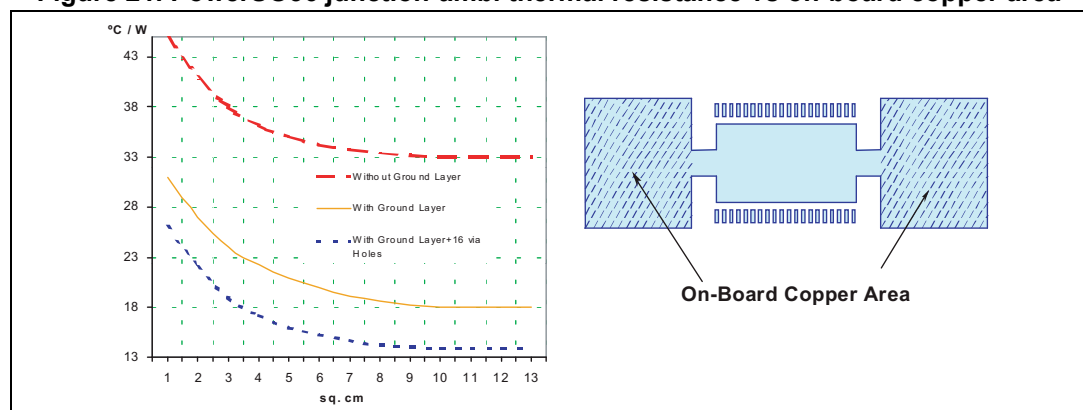 ºC / W
43
38
33
28
23
18
13
1 2 3 4 5 6 7 8 9 10 11 12 13
sq. cm
Without Ground Layer
With Ground Layer
With Ground Layer+16 via
Holes
On-Board Copper Area